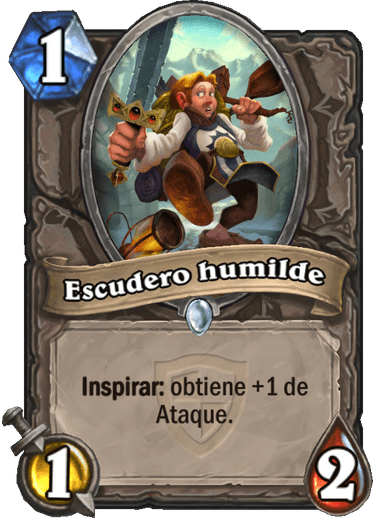 1
Escudero humilde
Inspirar: obtiene +1 de
Ataque.
1
2